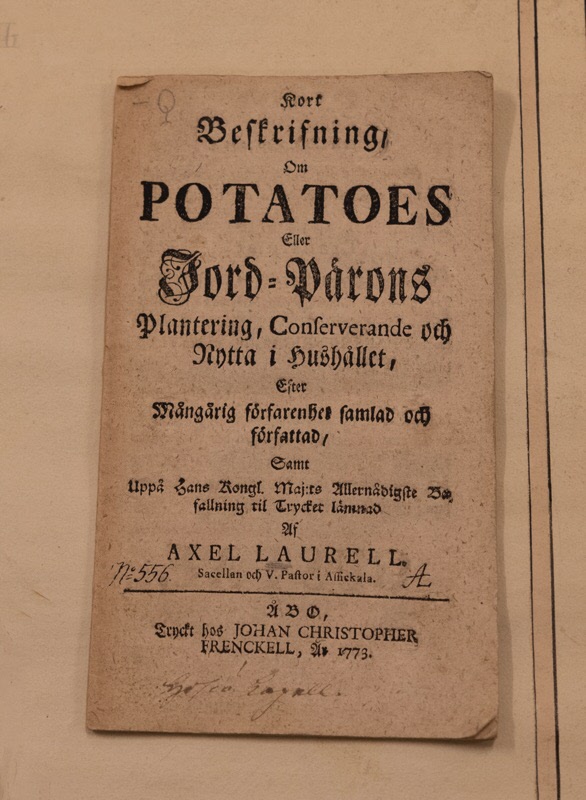 Kort
Beskrifning,
Om
POTATOES
Eller
Jord-Pärons
Plantering, Conserverande och
Nytta i Hushållet,
Efter
Mångårig förfarenhet samlad och
författad,
Samt
Uppå Hans Kongl. Maj:ts Allernådigste Be-
fallning til Trycket lämnad
Af
AXEL LAURELL.
Sacellan och V. Pastor i Assickala.
No 556. A.
ÅBO,
Tryckt hos JOHAN CHRISTOPHER
FRENCKELL, År 1773.